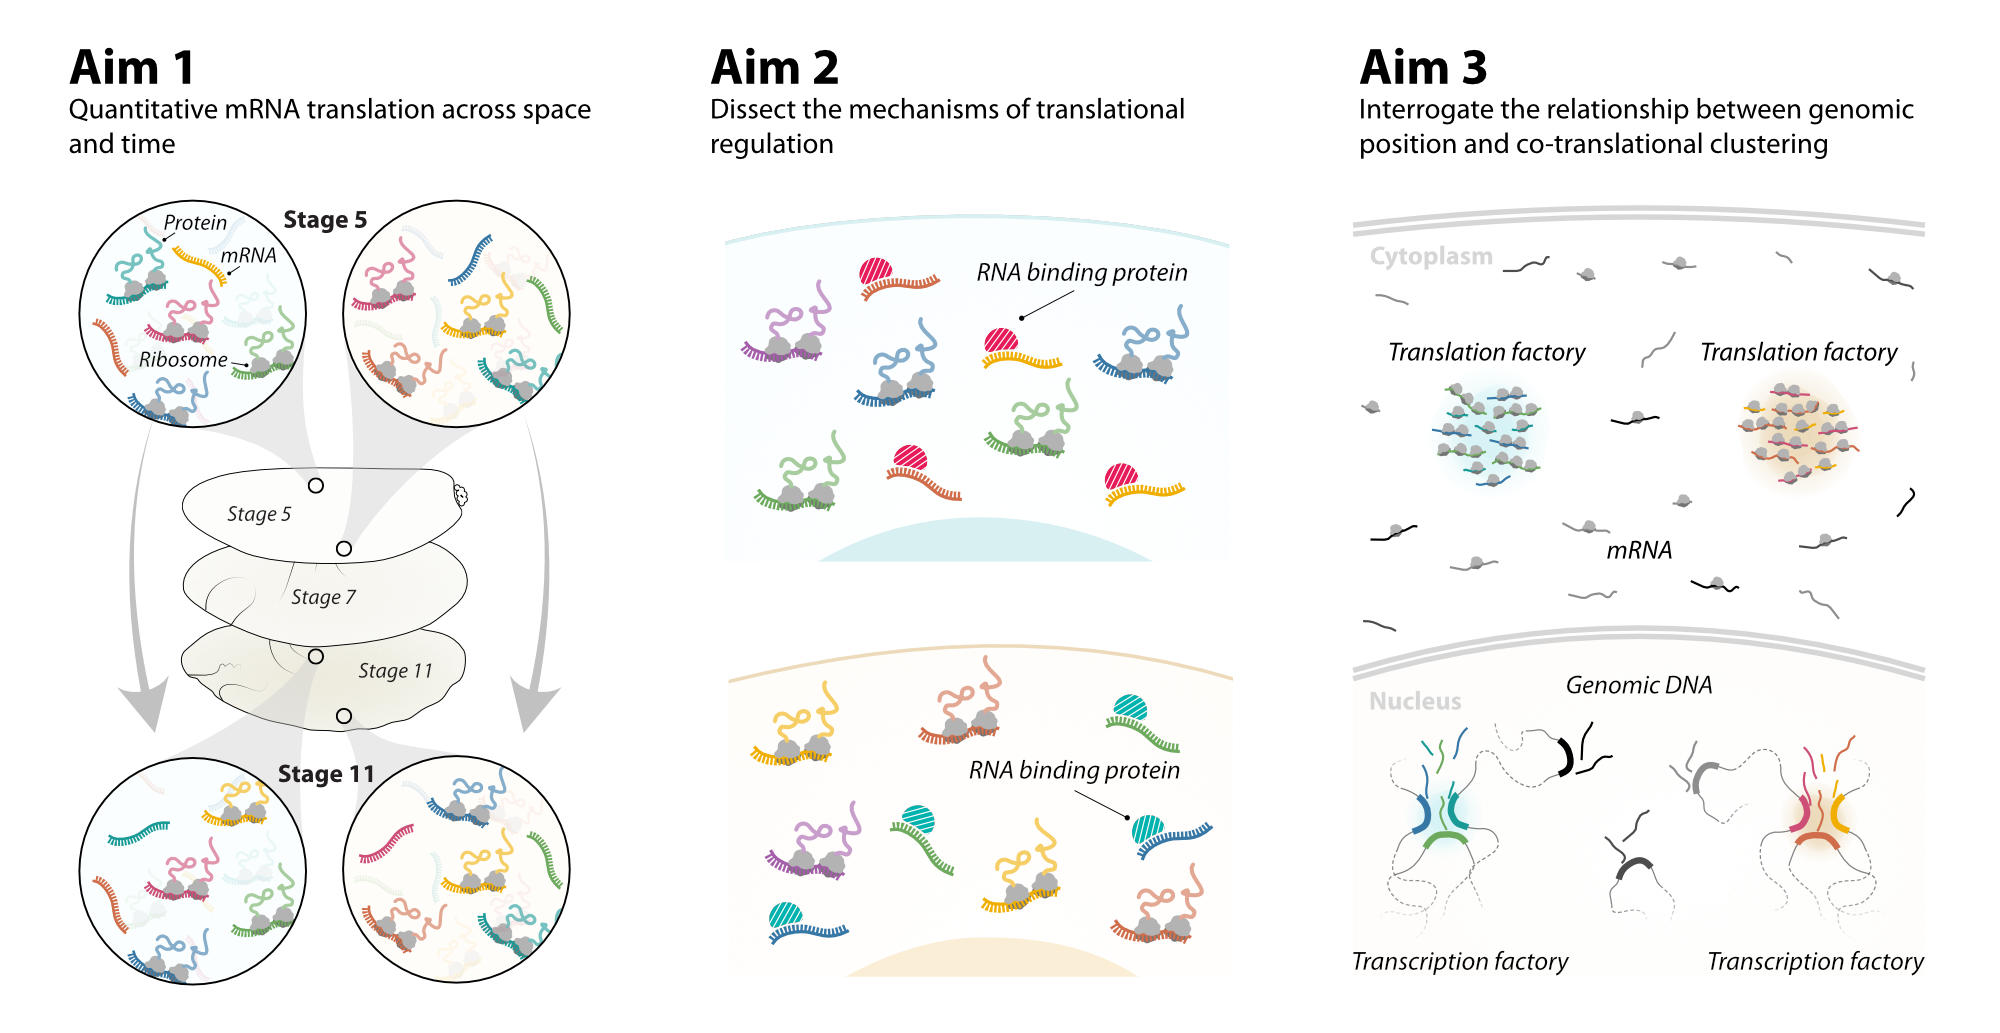 Aim 1
Quantitative mRNA translation across space
and time
Stage 5
Protein
mRNA
Ribosome
Stage 5
Stage 7
Stage 11
Stage 11
Aim 2
Dissect the mechanisms of translational
regulation
RNA binding protein
RNA binding protein
Aim 3
Interrogate the relationship between genomic
position and co-translational clustering
Cytoplasm
Translation factory
Translation factory
mRNA
Genomic DNA
Nucleus
Transcription factory
Transcription factory